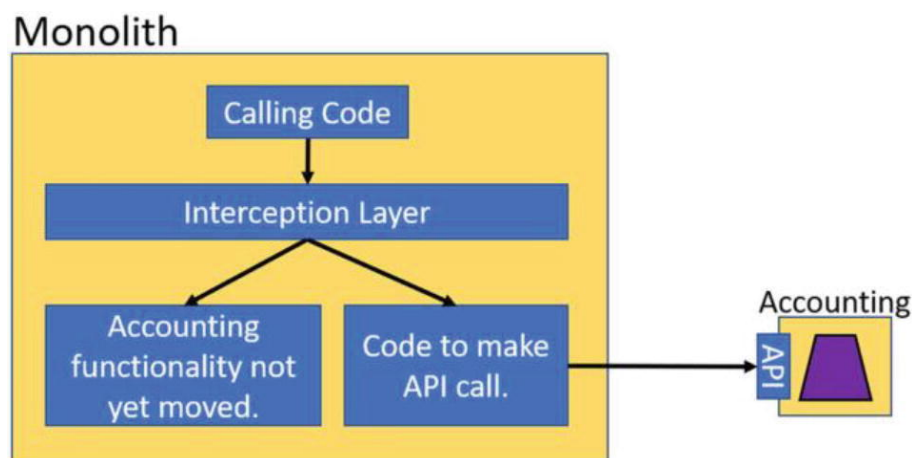 Monolith
Calling Code
Interception Layer
Accounting
functionality not
yet moved.
Code to make
API call.
Accounting
API